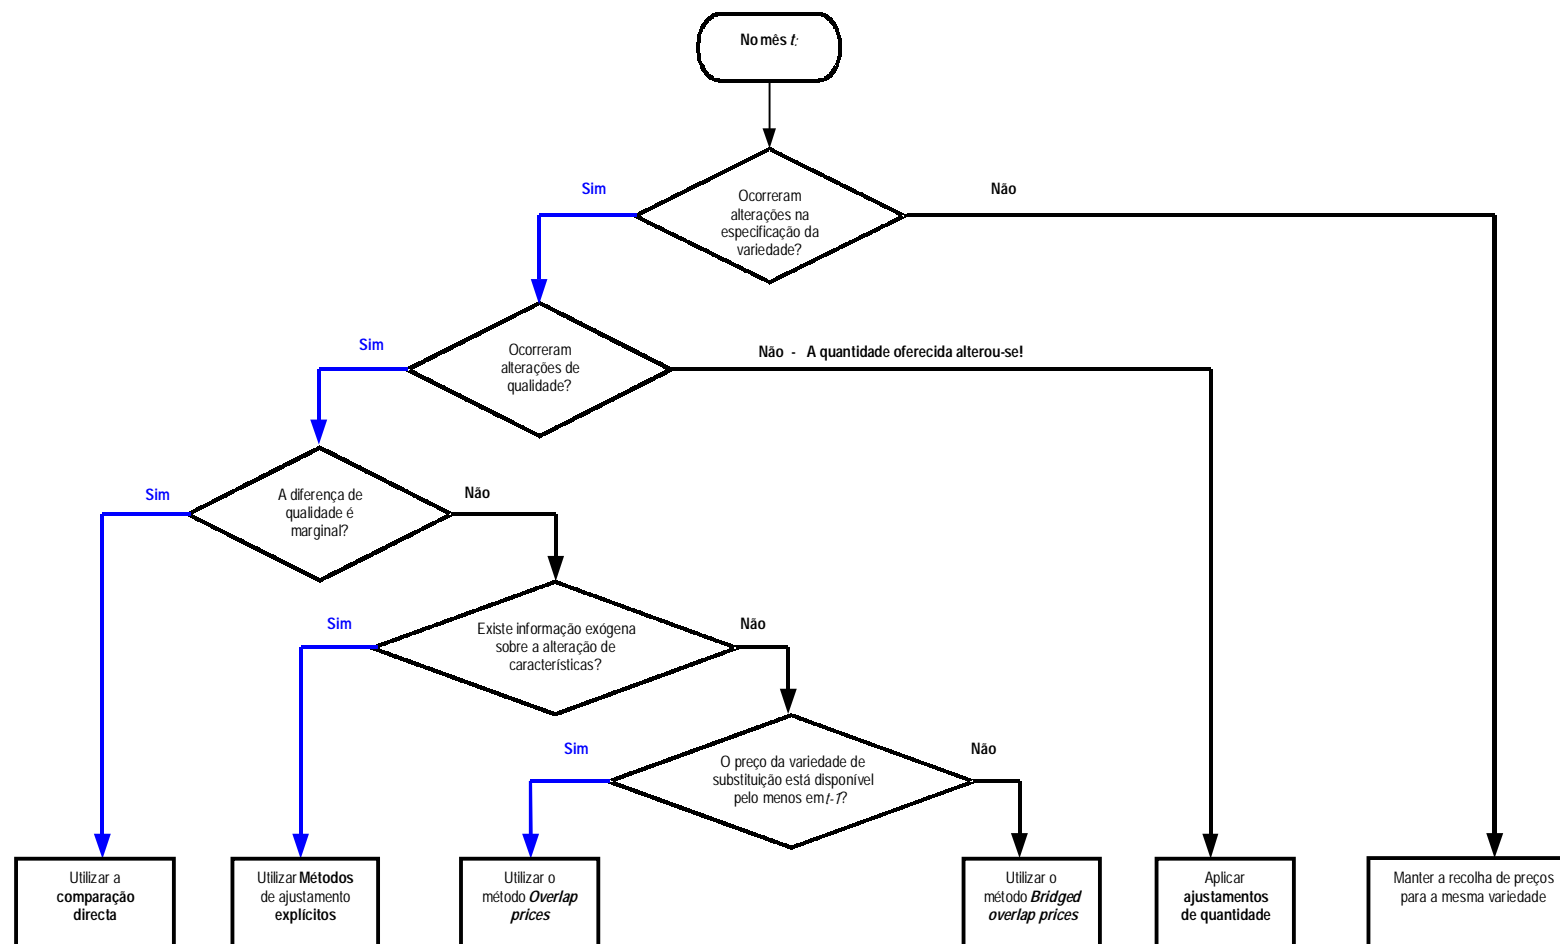 No mês t:
Sim
Não
Ocorreram
alterações na
especificação da
variedade?
Sim
Não - A quantidade oferecida alterou-se!
Ocorreram
alterações de
qualidade?
Sim
Não
A diferença de
qualidade é
marginal?
Sim
Não
Existe informação exógena
sobre a alteração de
características?
Sim
Não
O preço da variedade de
substituição está disponível
pelo menos em t-1?
Utilizar a
comparação
directa
Utilizar Métodos
de ajustamento
explícitos
Utilizar o
método Overlap
prices
Utilizar o
método Bridged
overlap prices
Aplicar
ajustamentos
de quantidade
Manter a recolha de preços
para a mesma variedade